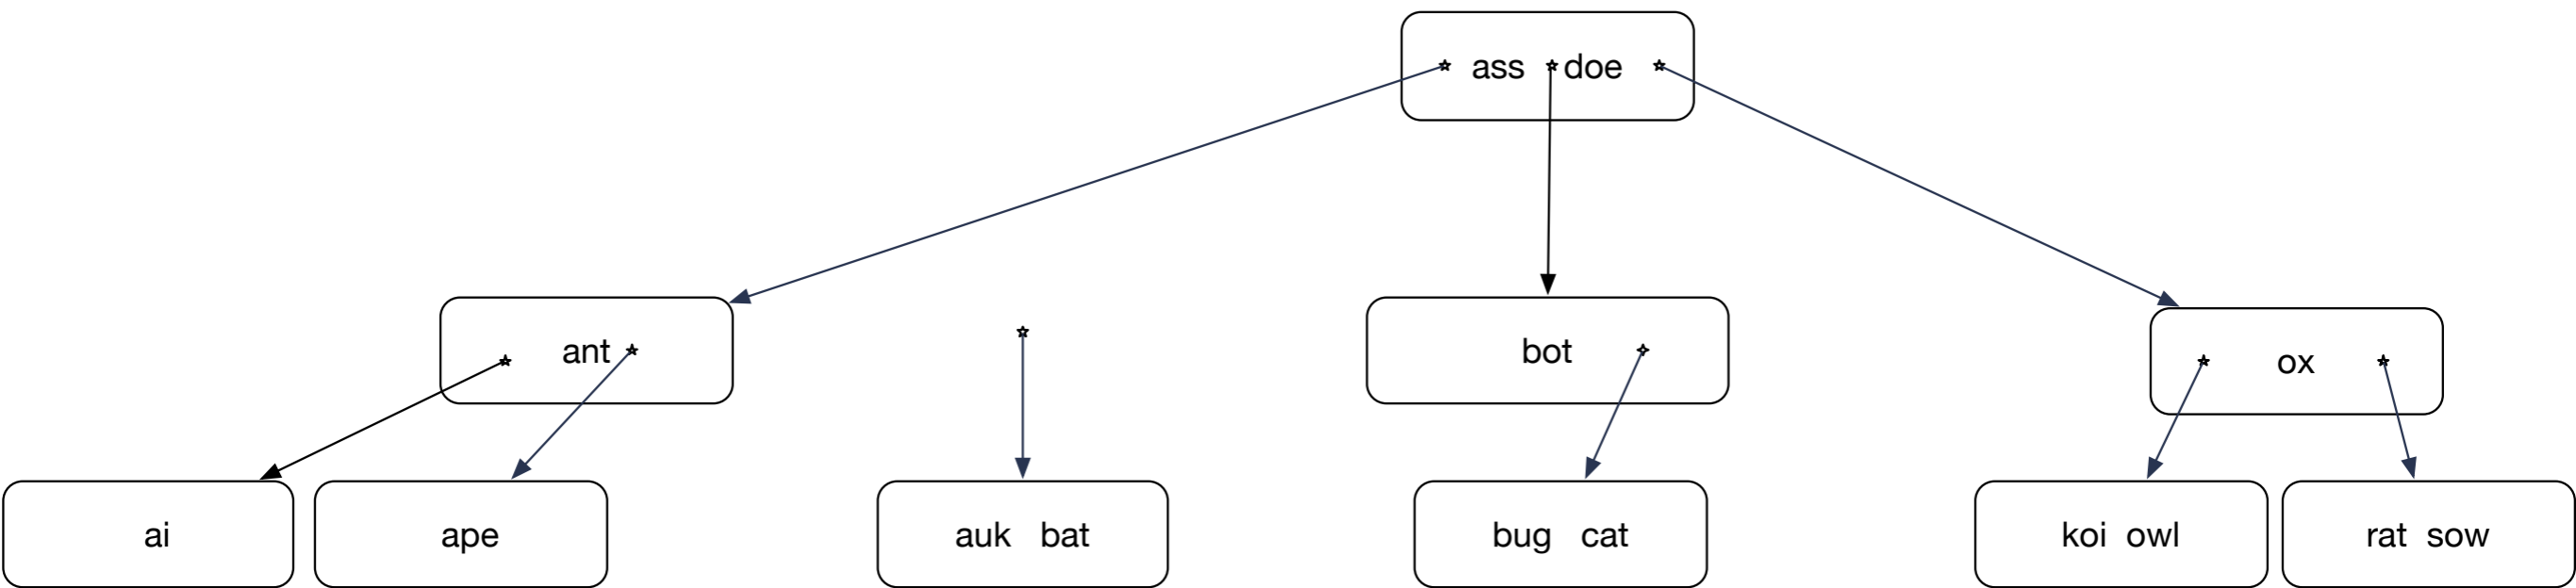 ass doe
ant
bot
ox
ai
ape
auk bat
bug cat
koi owl
rat sow